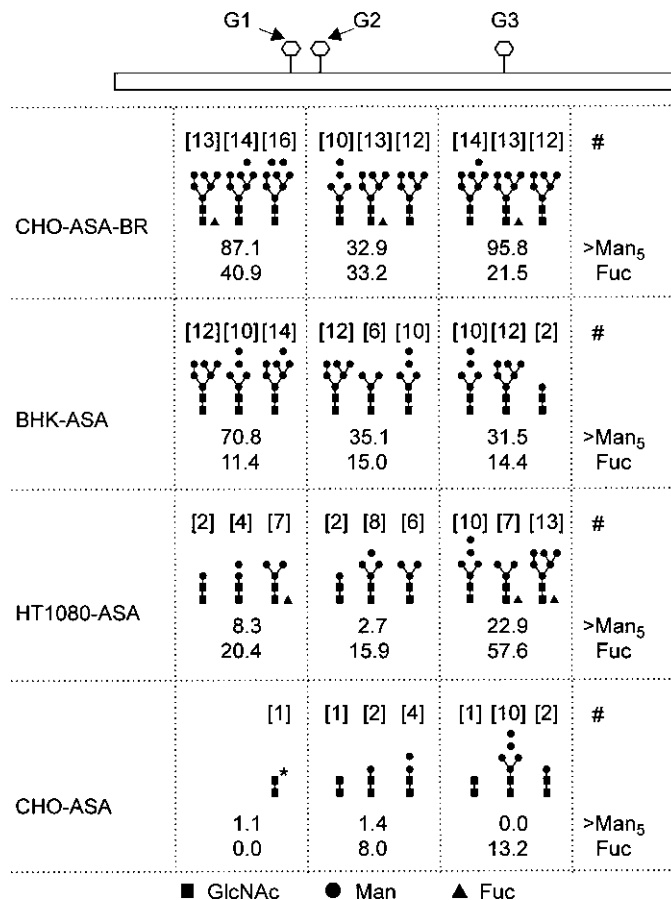 G1 G2 G3
[13] [14] [16] [10] [13] [12] [14] [13] [12] #
CHO-ASA-BR
87.1 32.9 95.8 >Man5
40.9 33.2 21.5 Fuc
[12] [10] [14] [12] [6] [10] [10] [12] [2] #
BHK-ASA
70.8 35.1 31.5 >Man5
11.4 15.0 14.4 Fuc
[2] [4] [7] [2] [8] [6] [10] [7] [13] #
HT1080-ASA
8.3 2.7 22.9 >Man5
20.4 15.9 57.6 Fuc
[1] [1] [2] [4] [1] [10] [2] #
*
CHO-ASA
1.1 1.4 0.0 >Man5
0.0 8.0 13.2 Fuc
GlcNAc Man Fuc